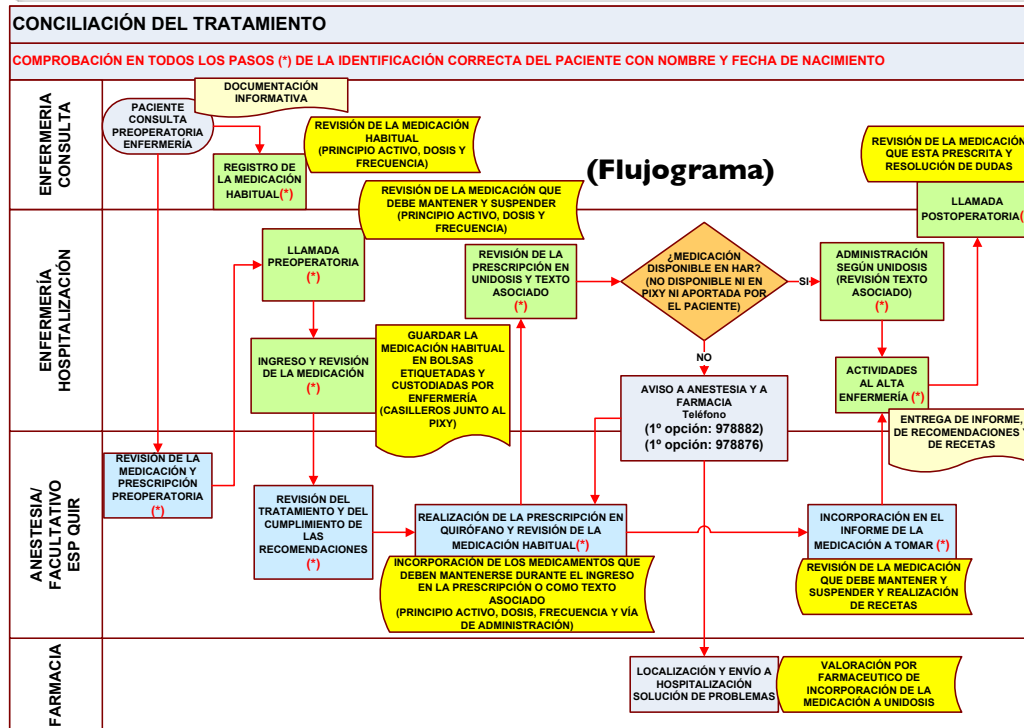 CONCILIACIÓN DEL TRATAMIENTO
COMPROBACIÓN EN TODOS LOS PASOS (*) DE LA IDENTIFICACIÓN CORRECTA DEL PACIENTE CON NOMBRE Y FECHA DE NACIMIENTO
ENFERMERIA
CONSULTA
PACIENTE
CONSULTA
PREOPERATORIA
ENFERMERÍA
DOCUMENTACIÓN
INFORMATIVA
REGISTRO DE
LA MEDICACIÓN
HABITUAL(*)
REVISIÓN DE LA MEDICACIÓN
HABITUAL
(PRINCIPIO ACTIVO, DOSIS Y
FRECUENCIA)
(Flujograma)
REVISIÓN DE LA MEDICACIÓN
QUE ESTA PRESCRITA Y
RESOLUCIÓN DE DUDAS
LLAMADA
POSTOPERATORIA(*
ENFERMERÍA
HOSPITALIZACIÓN
LLAMADA
PREOPERATORIA
(*)
REVISIÓN DE LA MEDICACIÓN QUE
DEBE MANTENER Y SUSPENDER
(PRINCIPIO ACTIVO, DOSIS Y
FRECUENCIA)
REVISIÓN DE LA
PRESCRIPCIÓN EN
UNIDOSIS Y TEXTO
ASOCIADO
(*)
¿MEDICACIÓN
DISPONIBLE EN HAR?
(NO DISPONIBLE NI EN
PIXY NI APORTADA POR
EL PACIENTE)
SI
NO
ADMINISTRACIÓN
SEGÚN UNIDOSIS
(REVISIÓN TEXTO
ASOCIADO)
(*)
INGRESO Y REVISIÓN
DE LA MEDICACIÓN
(*)
GUARDAR LA
MEDICACIÓN HABITUAL
EN BOLSAS
ETIQUETADAS Y
CUSTODIADAS POR
ENFERMERÍA
(CASILLEROS JUNTO AL
PIXY)
AVISO A ANESTESIA Y A
FARMACIA
Teléfono
(1º opción: 978882)
(1º opción: 978876)
ACTIVIDADES
AL ALTA
ENFERMERÍA (*)
ENTREGA DE INFORME,
DE RECOMENDACIONES Y
DE RECETAS
ANESTESIA/
FACULTATIVO
ESP QUIR
REVISIÓN DE LA
MEDICACIÓN Y
PRESCRIPCIÓN
PREOPERATORIA
(*)
REVISIÓN DEL
TRATAMIENTO Y DEL
CUMPLIMIENTO DE
LAS
RECOMENDACIONES
(*)
REALIZACIÓN DE LA PRESCRIPCIÓN EN
QUIRÓFANO Y REVISIÓN DE LA
MEDICACIÓN HABITUAL(*)
INCORPORACIÓN DE LOS MEDICAMENTOS QUE
DEBEN MANTENERSE DURANTE EL INGRESO
EN LA PRESCRIPCIÓN O COMO TEXTO
ASOCIADO
(PRINCIPIO ACTIVO, DOSIS, FRECUENCIA Y VÍA
DE ADMINISTRACIÓN)
INCORPORACIÓN EN EL
INFORME DE LA
MEDICACIÓN A TOMAR (*)
REVISIÓN DE LA MEDICACIÓN
QUE DEBE MANTENER Y
SUSPENDER Y REALIZACIÓN
DE RECETAS
FARMACIA
LOCALIZACIÓN Y ENVÍO A
HOSPITALIZACIÓN
SOLUCIÓN DE PROBLEMAS
VALORACIÓN POR
FARMACEUTICO DE
INCORPORACIÓN DE LA
MEDICACIÓN A UNIDOSIS